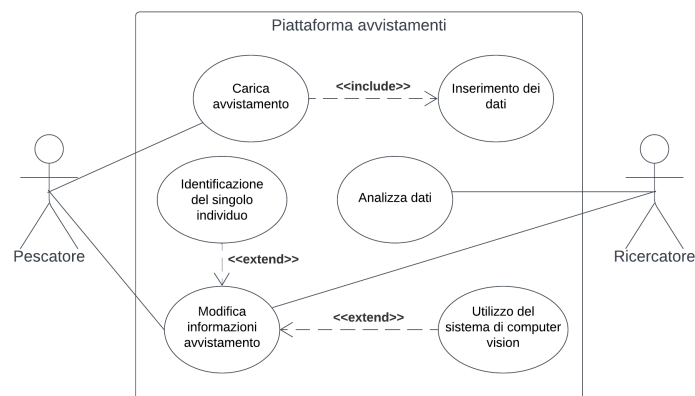 Piattaforma avvistamenti
Carica
avvistamento
<<include>>
Inserimento dei
dati
Identificazione
del singolo
individuo
Analizza dati
Pescatore
Ricercatore
<<extend>>
Modifica
informazioni
avvistamento
<<extend>>
Utilizzo del
sistema di computer
vision